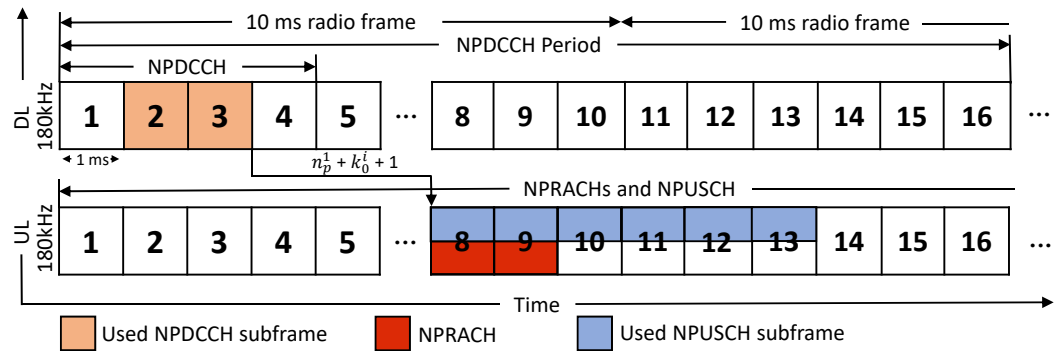 10 ms radio frame 10 ms radio frame
NPDCCH Period
NPDCCH
DL
180kHz
1 2 3 4 5 ... 8 9 10 11 12 13 14 15 16 ...
1 ms
n_p^1 + k_0^i + 1
NPRACHs and NPUSCH
UL
180kHz
1 2 3 4 5 ... 8 9 10 11 12 13 14 15 16 ...
Time
Used NPDCCH subframe NPRACH Used NPUSCH subframe